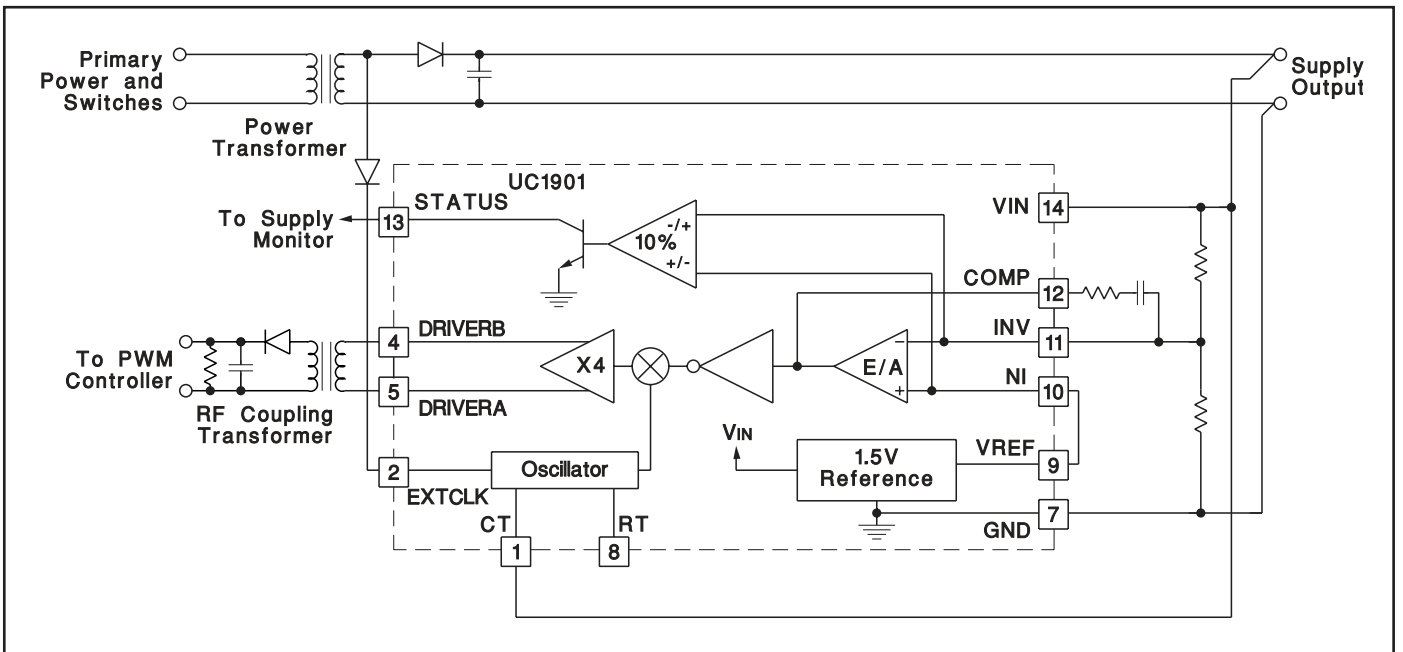 Primary
Power and
Switches
Power
Transformer
Supply
Output
UC1901
To Supply
Monitor
13
STATUS
-/+
10%
+/-
VIN
14
COMP
12
INV
11
NI
10
VREF
9
GND
7
To PWM
Controller
RF Coupling
Transformer
4
DRIVERB
5
DRIVERA
X4
−
E/A
+
VIN
1.5V
Reference
2
EXTCLK
Oscillator
CT
RT
1
8